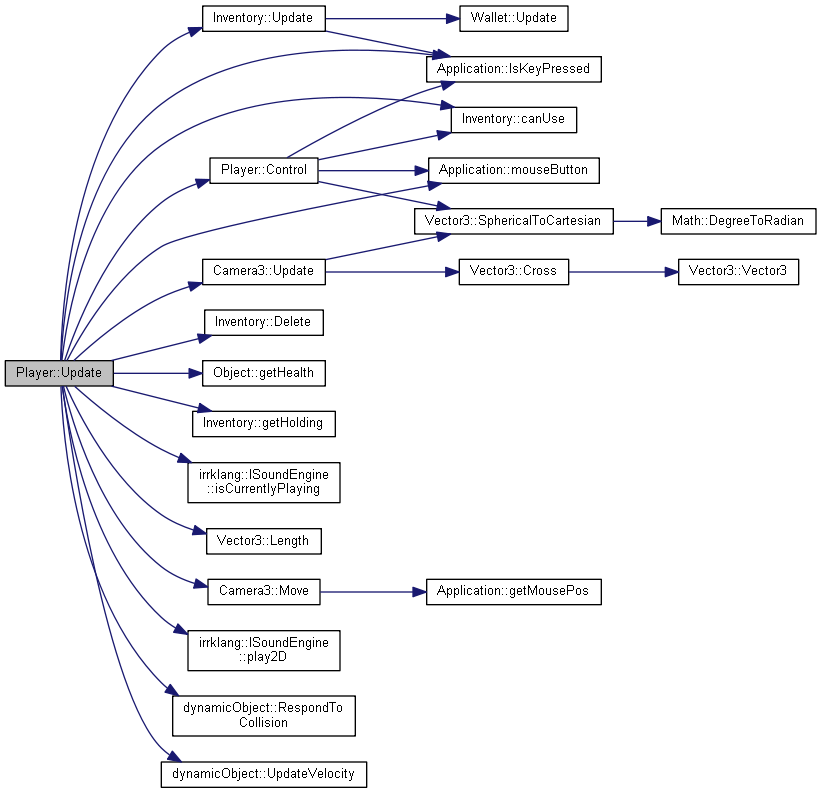 Inventory::Update
Wallet::Update
Application::IsKeyPressed
Inventory::canUse
Player::Control
Application::mouseButton
Vector3::SphericalToCartesian
Math::DegreeToRadian
Camera3::Update
Vector3::Cross
Vector3::Vector3
Inventory::Delete
Player::Update
Object::getHealth
Inventory::getHolding
irrklang::ISoundEngine
::isCurrentlyPlaying
Vector3::Length
Camera3::Move
Application::getMousePos
irrklang::ISoundEngine
::play2D
dynamicObject::RespondTo
Collision
dynamicObject::UpdateVelocity